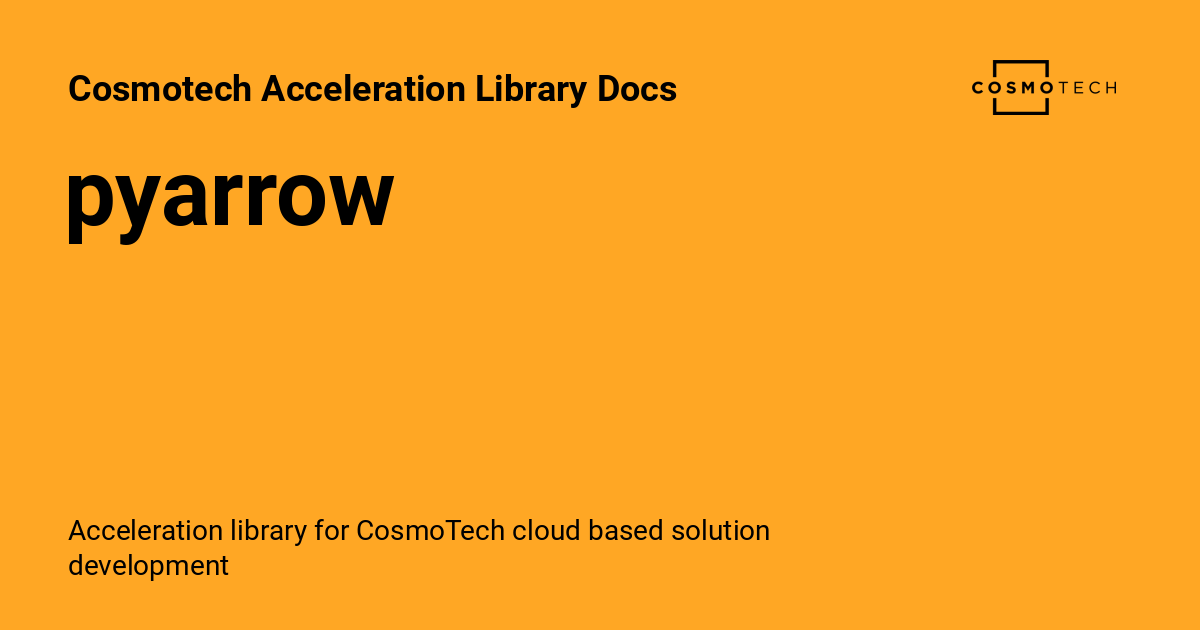 Cosmotech Acceleration Library Docs
COSMOTECH
pyarrow
Acceleration library for CosmoTech cloud based solution
development